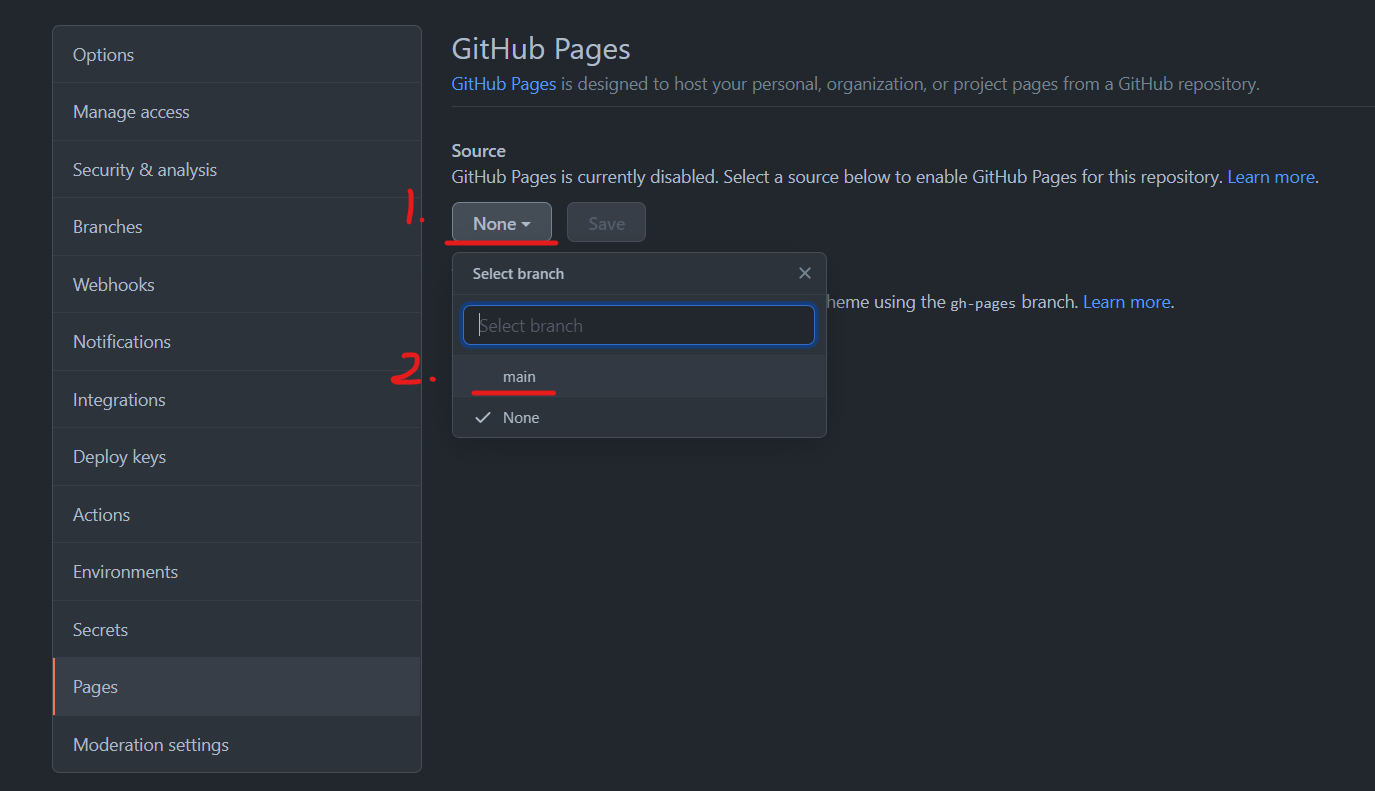 Options
Manage access
Security & analysis
Branches
Webhooks
Notifications
Integrations
Deploy keys
Actions
Environments
Secrets
Pages
Moderation settings
GitHub Pages
GitHub Pages is designed to host your personal, organization, or project pages from a GitHub repository.
Source
GitHub Pages is currently disabled. Select a source below to enable GitHub Pages for this repository. Learn more.
1.
None Save
Select branch
Select branch
heme using the gh-pages branch. Learn more.
2.
main
None